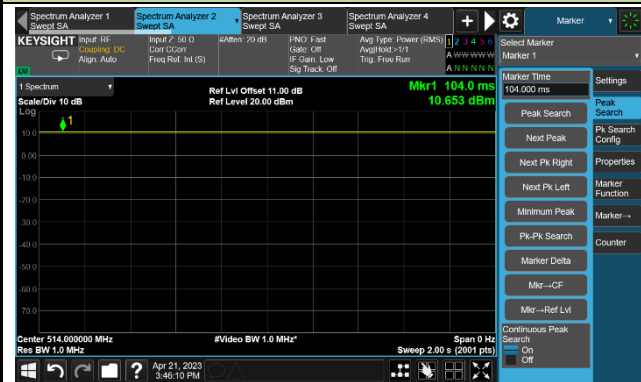 Spectrum Analyzer 1
Swept SA
Spectrum Analyzer 2
Swept SA
Spectrum Analyzer 3
Swept SA
Spectrum Analyzer 4
Swept SA
+
Marker
KEYSIGHT
Input: RF
Coupling: DC
Align: Auto
Input Z: 50 Ω
Corr CCorr
Freq Ref: Int (S)
#Atten: 20 dB
PNO: Fast
Gate: Off
IF Gain: Low
Sig Track: Off
Avg Type: Power (RMS)
Avg|Hold:>1/1
Trig: Free Run
1 2 3 4 5 6
A W W W W W
A N N N N N
LXI
Select Marker
Marker 1
1 Spectrum
Scale/Div 10 dB
Log
Ref Lvl Offset 11.00 dB
Ref Level 20.00 dBm
Mkr1 104.0 ms
10.653 dBm
1
10.0
0.00
-10.0
-20.0
-30.0
-40.0
-50.0
-60.0
-70.0
Center 514.000000 MHz
Res BW 1.0 MHz
#Video BW 1.0 MHz*
Span 0 Hz
Sweep 2.00 s (2001 pts)
Marker Time
104.000 ms
Peak Search
Next Peak
Next Pk Right
Next Pk Left
Minimum Peak
Pk-Pk Search
Marker Delta
Mkr→CF
Mkr→Ref Lvl
Continuous Peak
Search
On
Off
Settings
Peak
Search
Pk Search
Config
Properties
Marker
Function
Marker→
Counter
?
Apr 21, 2023
3:46:10 PM